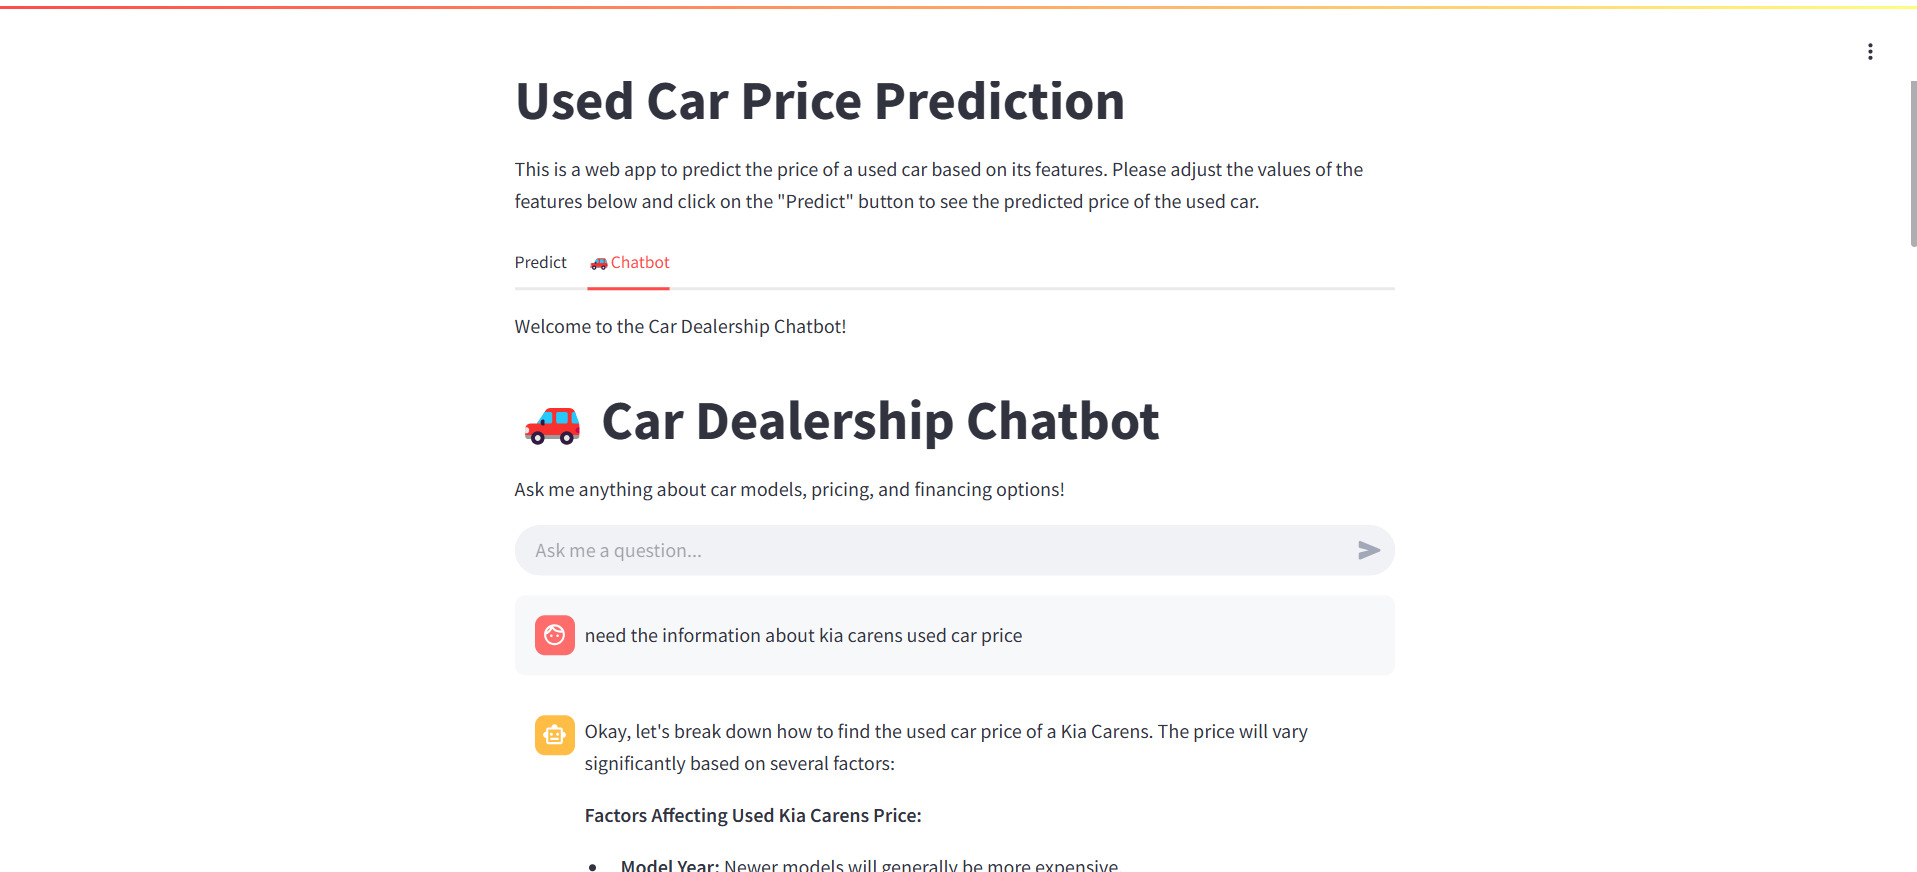 Used Car Price Prediction
This is a web app to predict the price of a used car based on its features. Please adjust the values of the
features below and click on the "Predict" button to see the predicted price of the used car.
Predict 🚗 Chatbot
Welcome to the Car Dealership Chatbot!
🚗 Car Dealership Chatbot
Ask me anything about car models, pricing, and financing options!
Ask me a question...
need the information about kia carens used car price
Okay, let's break down how to find the used car price of a Kia Carens. The price will vary
significantly based on several factors:
Factors Affecting Used Kia Carens Price:
• Model Year: Newer models will generally be more expensive.